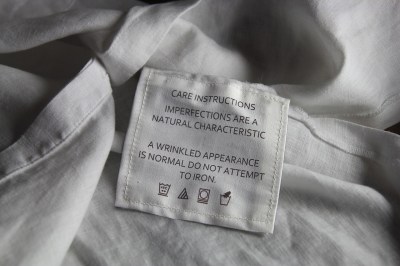 CARE INSTRUCTIONS
IMPERFECTIONS ARE A
NATURAL CHARACTERISTIC
A WRINKLED APPEARANCE
IS NORMAL DO NOT ATTEMPT
TO IRON.